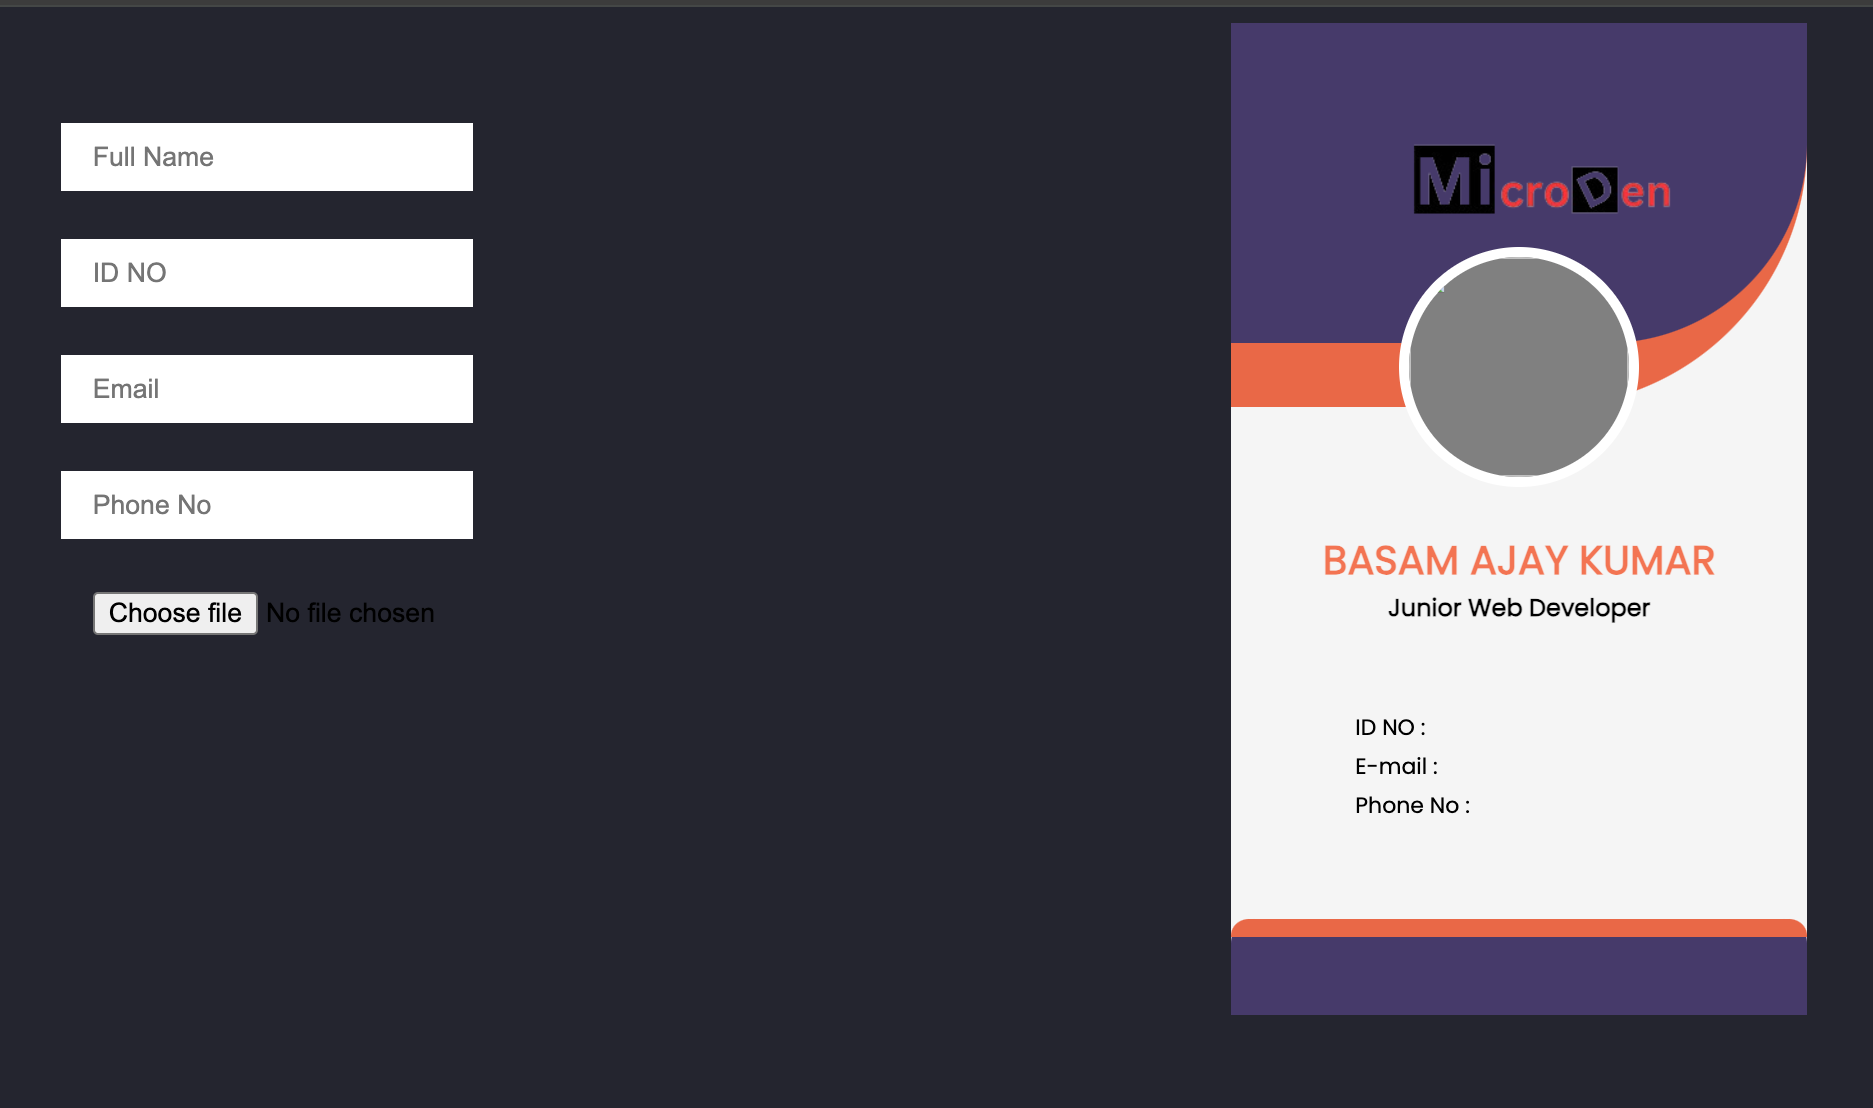 Full Name
ID NO
Email
Phone No
Choose file No file chosen
MicroDen
BASAM AJAY KUMAR
Junior Web Developer
ID NO :
E-mail :
Phone No :